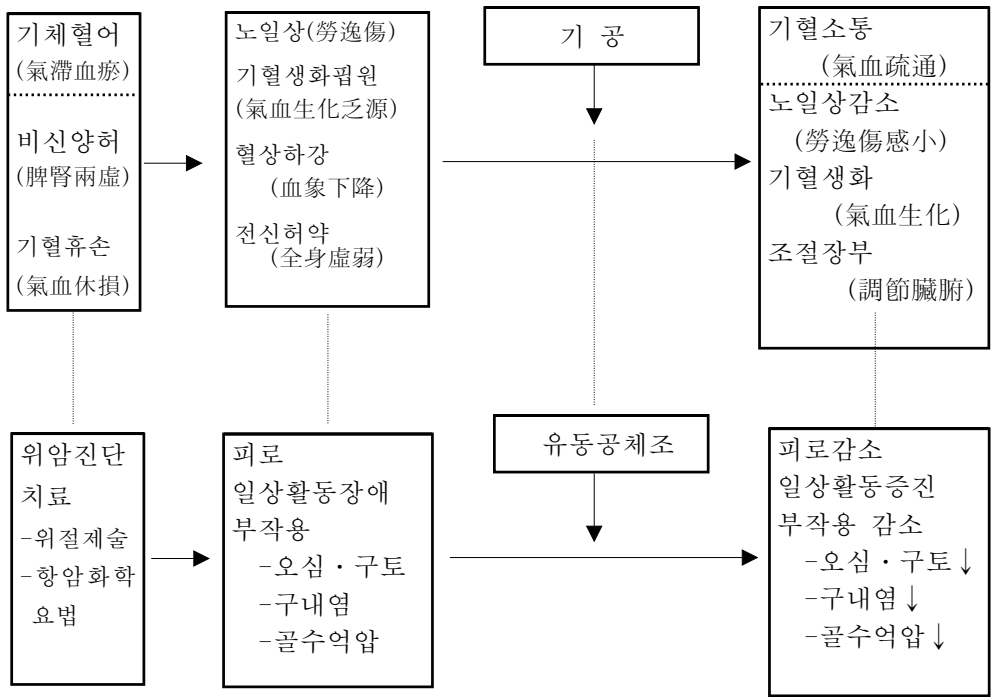 기체혈어
(氣滯血瘀)
비신양허
(脾腎兩虛)
기혈휴손
(氣血休損)
노일상(勞逸傷)
기혈생화핍원
(氣血生化乏源)
혈상하강
(血象下降)
전신허약
(全身虛弱)
기 공
기혈소통
(氣血疏通)
노일상감소
(勞逸傷感小)
기혈생화
(氣血生化)
조절장부
(調節臟腑)
위암진단
치료
-위절제술
-항암화학
요법
피로
일상활동장애
부작용
-오심·구토
-구내염
-골수억압
유동공체조
피로감소
일상활동증진
부작용 감소
-오심·구토↓
-구내염↓
-골수억압↓